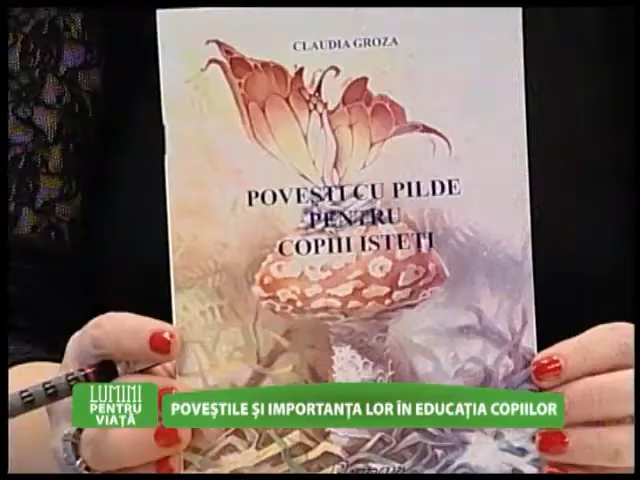 CLAUDIA GROZA
POVEȘTI CU PILDE
PENTRU
COPIII ISTEȚI
LUMINI
PENTRU
VIAȚĂ
POVEȘTILE ȘI IMPORTANȚA LOR ÎN EDUCAȚIA COPIILOR